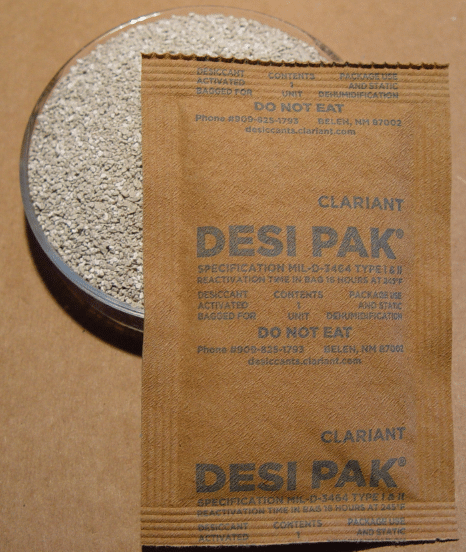 DESICCANT CONTENTS PACKAGE USE
ACTIVATED 1 AND STATIC
BAGGED FOR UNIT DEHUMIDIFICATION
DO NOT EAT
Phone #800-825-1793 BELEN, NM 87002
desiccants.clariant.com
CLARIANT
DESI PAK®
SPECIFICATION MIL-D-3464 TYPE I & II
REACTIVATION TIME IN BAG 16 HOURS AT 245°F
DESICCANT CONTENTS PACKAGE USE
ACTIVATED 1 AND STATIC
BAGGED FOR UNIT DEHUMIDIFICATION
DO NOT EAT
Phone #800-825-1793 BELEN, NM 87002
desiccants.clariant.com
CLARIANT
DESI PAK®
SPECIFICATION MIL-D-3464 TYPE I & II
REACTIVATION TIME IN BAG 16 HOURS AT 245°F
DESICCANT CONTENTS PACKAGE USE
ACTIVATED 1 AND STATIC